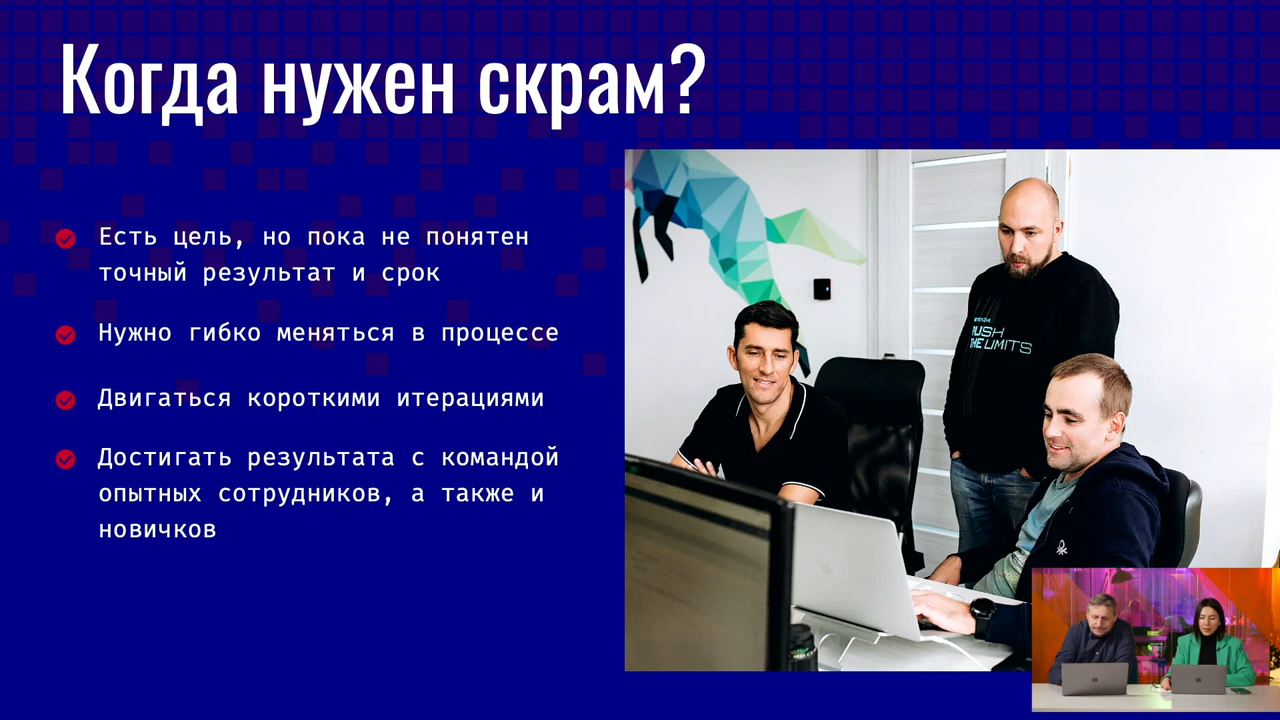 Когда нужен скрам?
Есть цель, но пока не понятен
точный результат и срок
Нужно гибко меняться в процессе
Двигаться короткими итерациями
Достигать результата с командой
опытных сотрудников, а также и
новичков
THE LIMITS